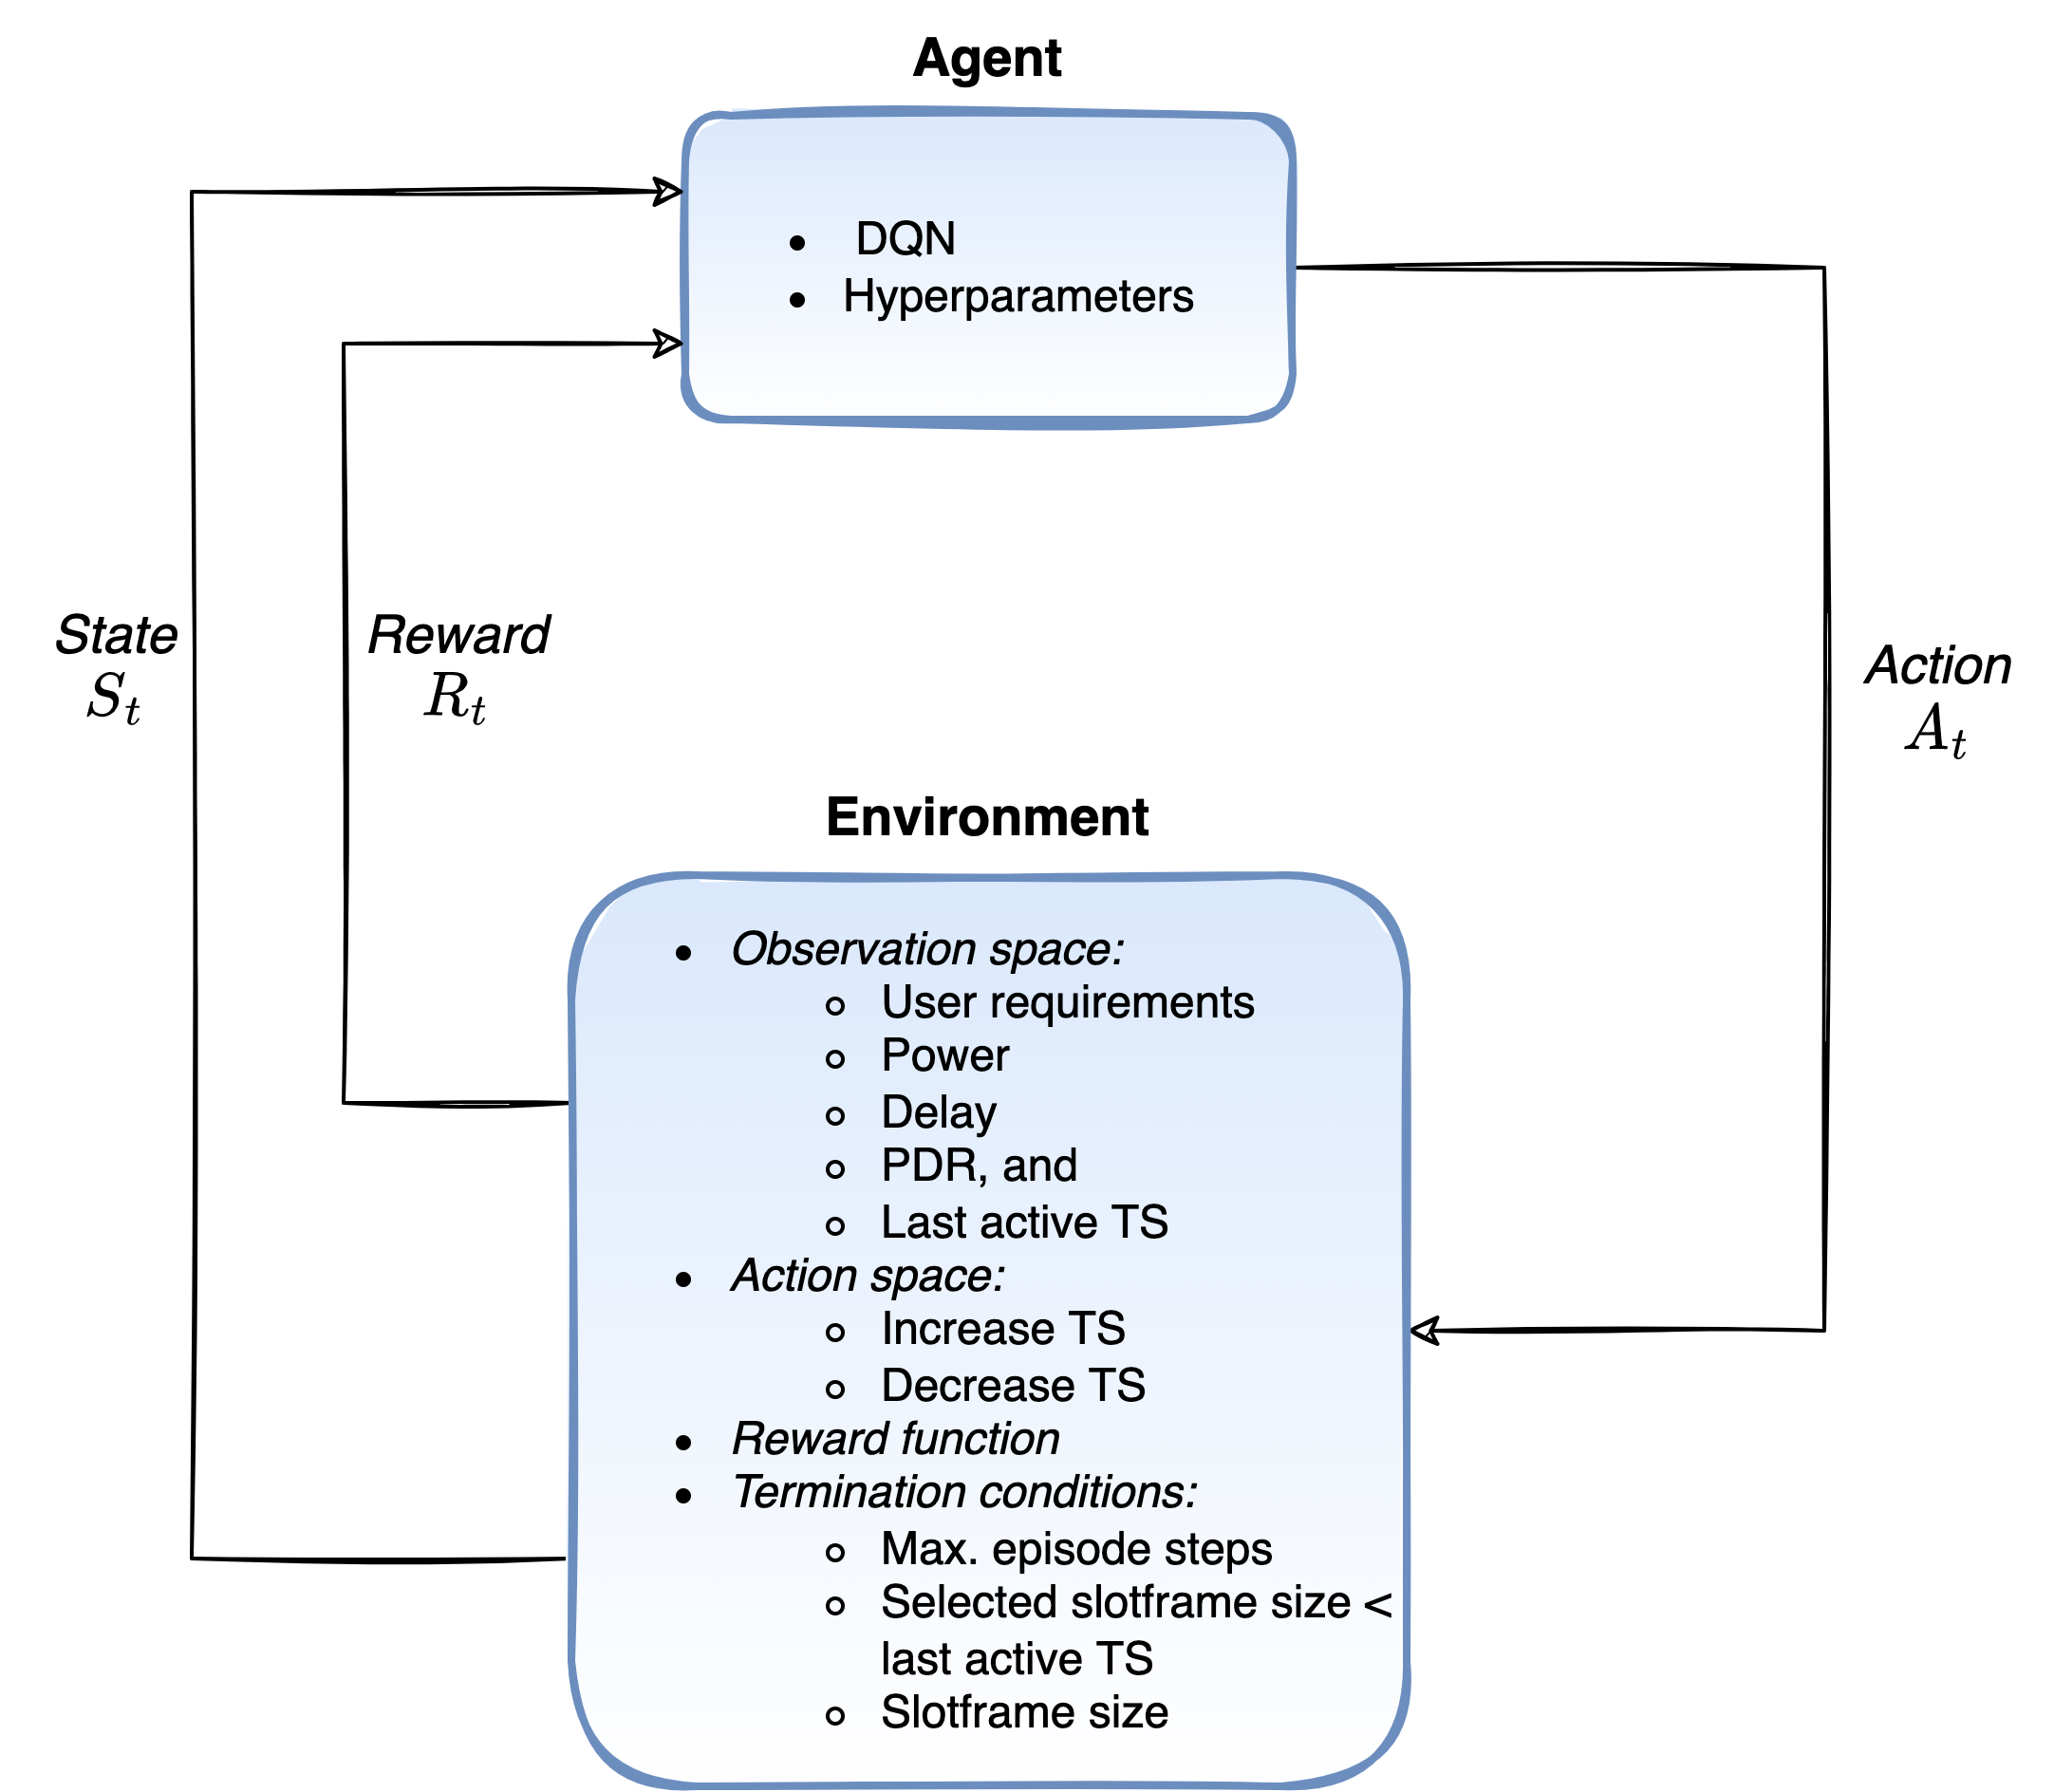 Agent
• DQN
• Hyperparameters
State
S_t
Reward
R_t
Action
A_t
Environment
• Observation space:
○ User requirements
○ Power
○ Delay
○ PDR, and
○ Last active TS
• Action space:
○ Increase TS
○ Decrease TS
• Reward function
• Termination conditions:
○ Max. episode steps
○ Selected slotframe size <
last active TS
○ Slotframe size